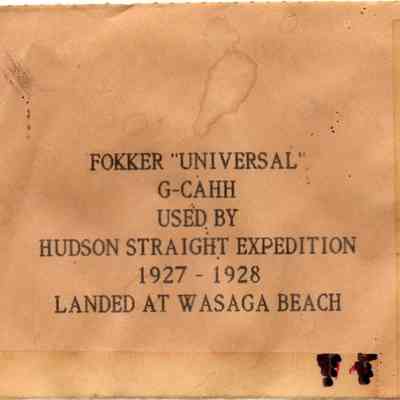 FOKKER "UNIVERSAL"
G-CAHH
USED BY
HUDSON STRAIGHT EXPEDITION
1927 - 1928
LANDED AT WASAGA BEACH